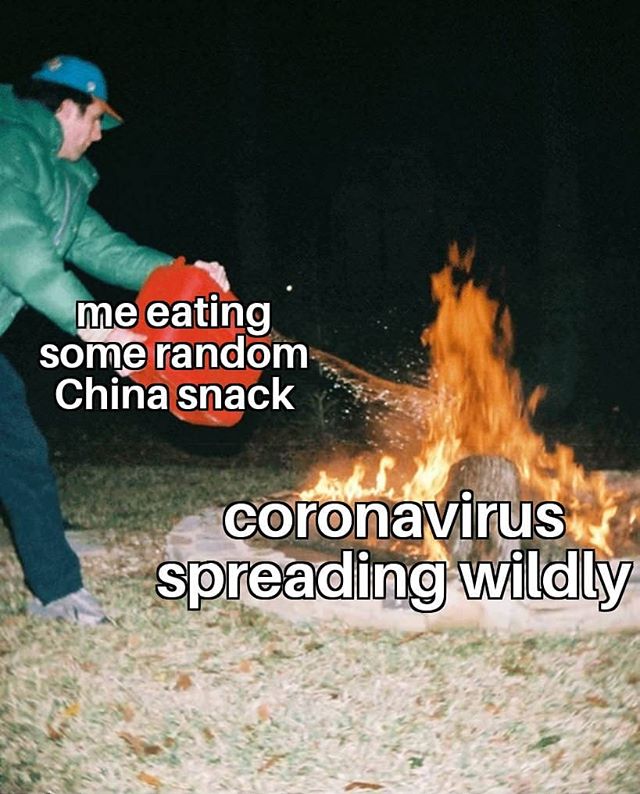 me eating
some random
China snack
coronavirus
spreading wildly